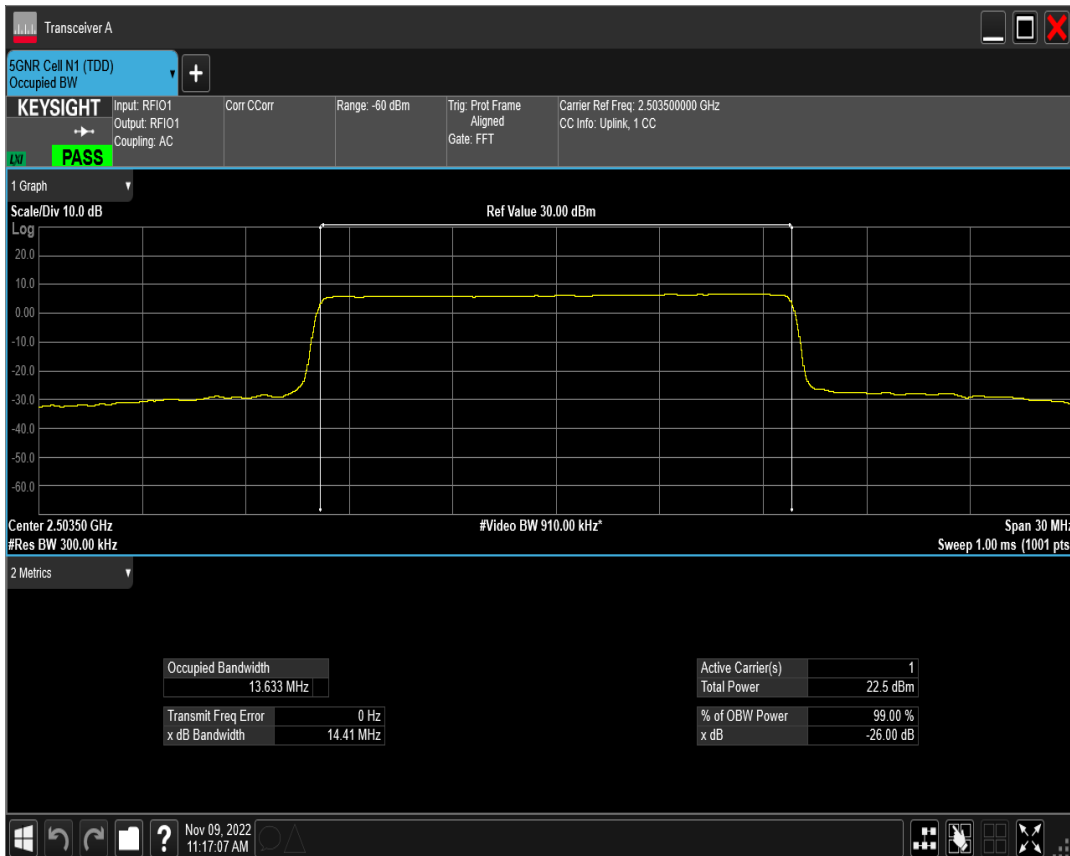 Transceiver A
5GNR Cell N1 (TDD)
Occupied BW
+
KEYSIGHT
LXI
PASS
Input: RFIO1
Output: RFIO1
Coupling: AC
Corr CCorr
Range: -60 dBm
Trig: Prot Frame
Aligned
Gate: FFT
Carrier Ref Freq: 2.503500000 GHz
CC Info: Uplink, 1 CC
1 Graph
Scale/Div 10.0 dB
Ref Value 30.00 dBm
Log
20.0
10.0
0.00
-10.0
-20.0
-30.0
-40.0
-50.0
-60.0
Center 2.50350 GHz
#Video BW 910.00 kHz*
Span 30 MHz
#Res BW 300.00 kHz
Sweep 1.00 ms (1001 pts
2 Metrics
Occupied Bandwidth
13.633 MHz
Transmit Freq Error 0 Hz
x dB Bandwidth 14.41 MHz
Active Carrier(s) 1
Total Power 22.5 dBm
% of OBW Power 99.00 %
x dB -26.00 dB
?
Nov 09, 2022
11:17:07 AM